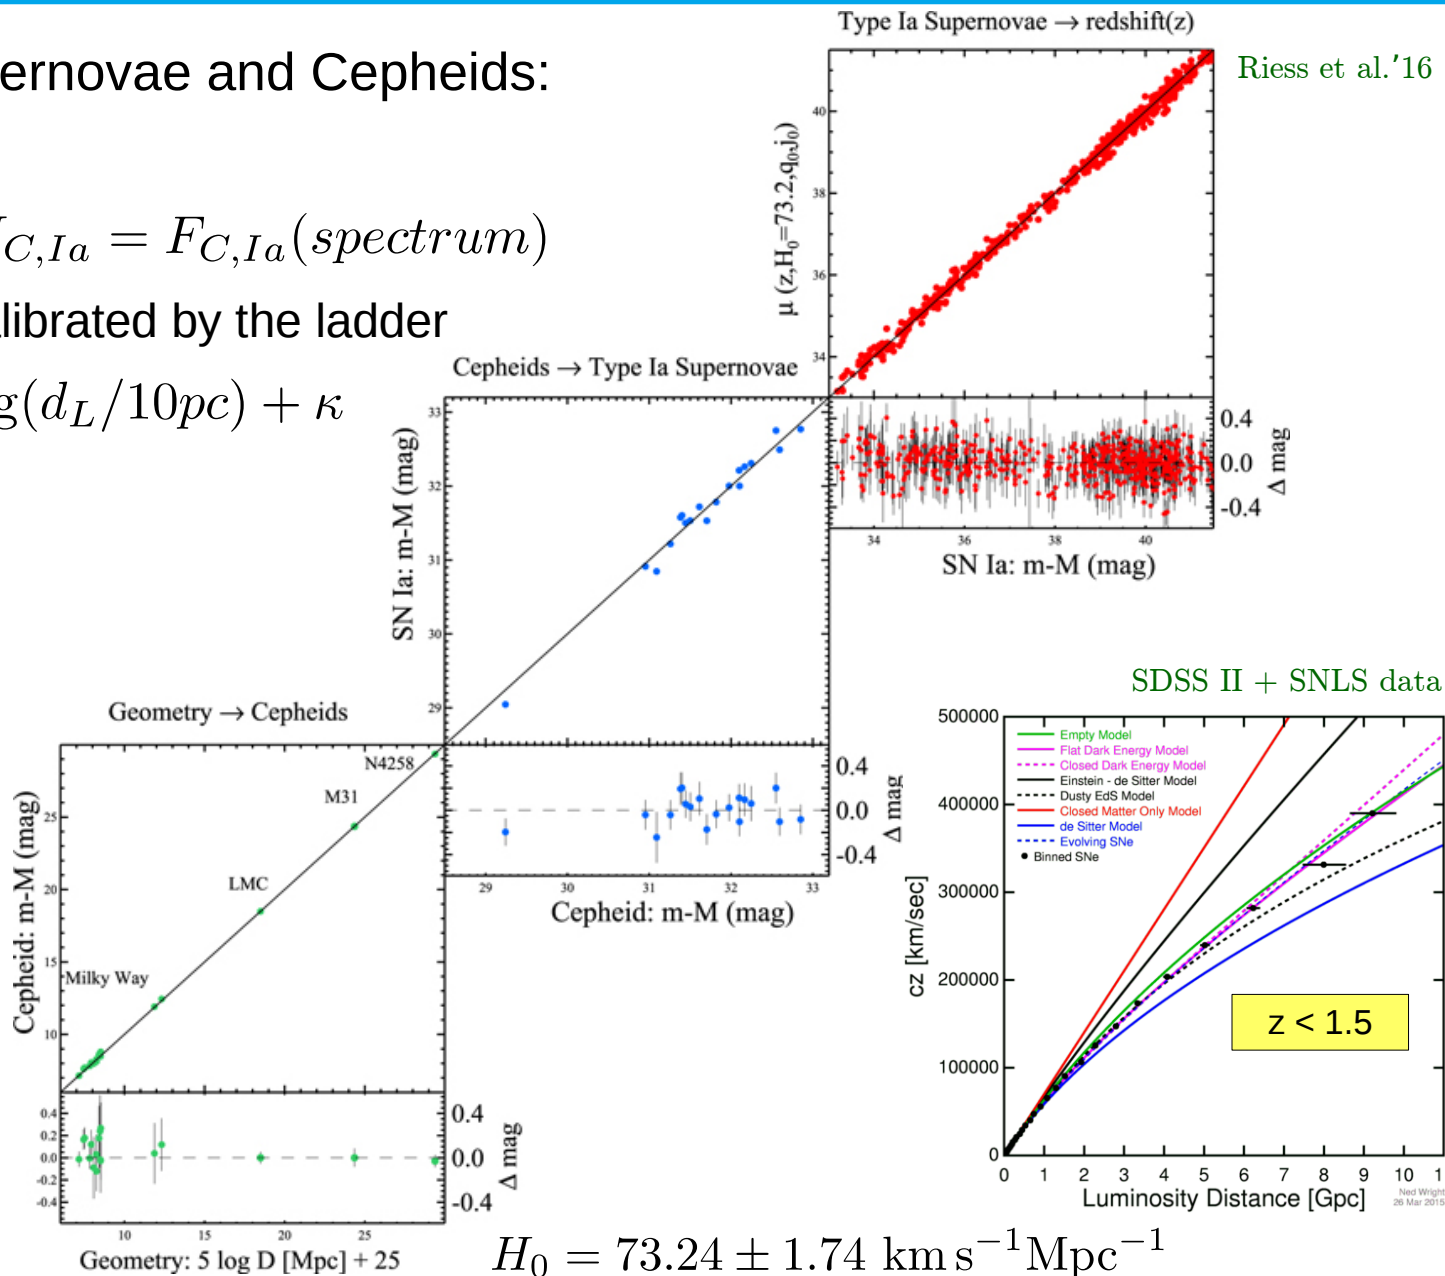 Type Ia Supernovae → redshift(z)
ernovae and Cepheids:
Riess et al.'16
40
38
36
34
μ (z,H₀=73.2,q₀,j₀)
C,Ia = F_{C,Ia}(spectrum)
librated by the ladder
Cepheids → Type Ia Supernovae
g(d_L/10pc) + κ
33
32
31
30
29
SN Ia: m-M (mag)
0.4
0.0
-0.4
Δ mag
34 36 38 40
SN Ia: m-M (mag)
SDSS II + SNLS data
Geometry → Cepheids
N4258
M31
LMC
Milky Way
25
20
15
10
Cepheid: m-M (mag)
0.4
0.0
-0.4
Δ mag
29 30 31 32 33
Cepheid: m-M (mag)
500000
400000
300000
200000
100000
0
cz [km/sec]
Empty Model
Flat Dark Energy Model
Closed Dark Energy Model
Einstein - de Sitter Model
Dusty EdS Model
Closed Matter Only Model
de Sitter Model
Evolving SNe
Binned SNe
z < 1.5
0 1 2 3 4 5 6 7 8 9 10 1
Luminosity Distance [Gpc]
Ned Wright
26 Mar 2015
0.4
0.2
0.0
-0.2
-0.4
0.4
0.0
-0.4
Δ mag
10 15 20 25
Geometry: 5 log D [Mpc] + 25
H₀ = 73.24 ± 1.74 km s⁻¹Mpc⁻¹